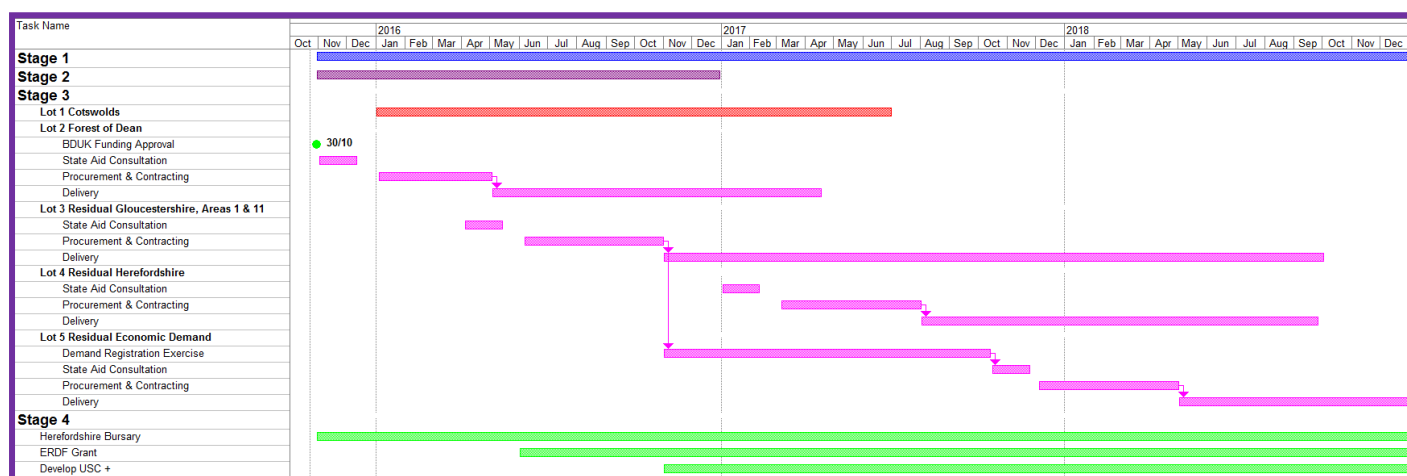 Task Name
2016 2017 2018
Oct Nov Dec Jan Feb Mar Apr May Jun Jul Aug Sep Oct Nov Dec Jan Feb Mar Apr May Jun Jul Aug Sep Oct Nov Dec Jan Feb Mar Apr May Jun Jul Aug Sep Oct Nov Dec
Stage 1
Stage 2
Stage 3
Lot 1 Cotswolds
Lot 2 Forest of Dean
BDUK Funding Approval 30/10
State Aid Consultation
Procurement & Contracting
Delivery
Lot 3 Residual Gloucestershire, Areas 1 & 11
State Aid Consultation
Procurement & Contracting
Delivery
Lot 4 Residual Herefordshire
State Aid Consultation
Procurement & Contracting
Delivery
Lot 5 Residual Economic Demand
Demand Registration Exercise
State Aid Consultation
Procurement & Contracting
Delivery
Stage 4
Herefordshire Bursary
ERDF Grant
Develop USC +